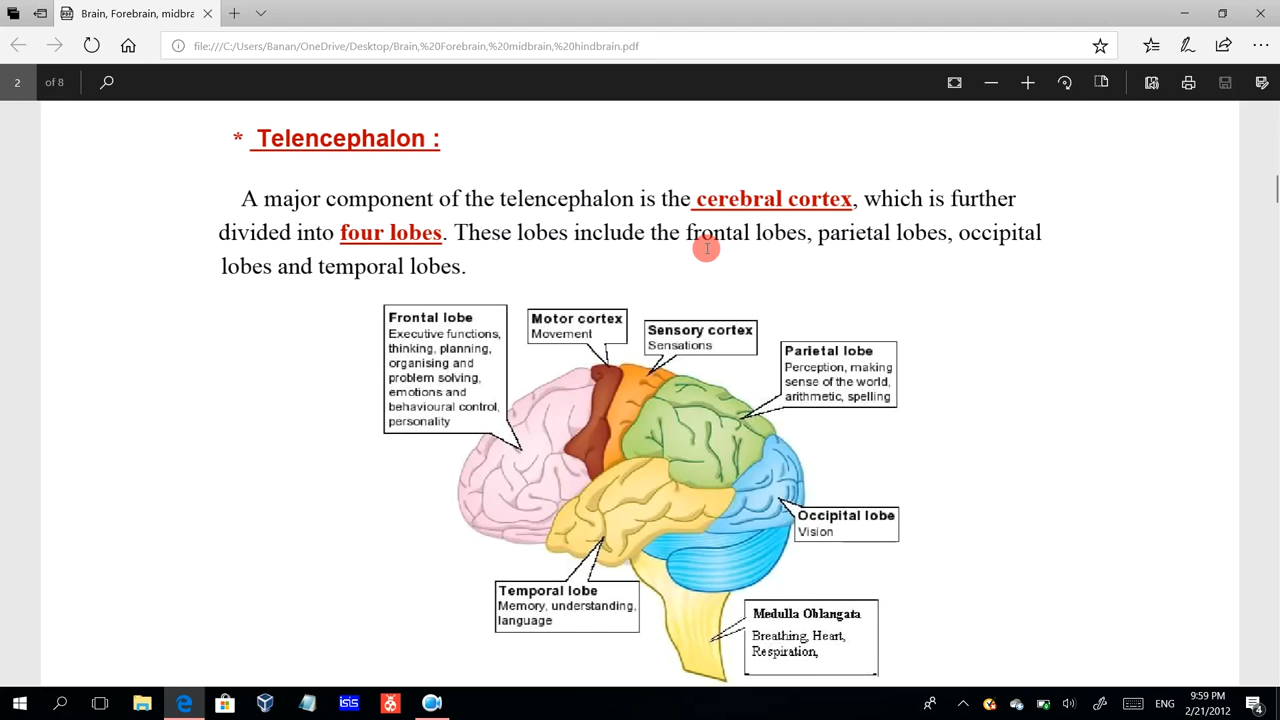 Brain, Forebrain, midbra
file:///C:/Users/Banan/OneDrive/Desktop/Brain,%20Forebrain,%20midbrain,%20hindbrain.pdf
2 of 8
* Telencephalon :
A major component of the telencephalon is the cerebral cortex, which is further
divided into four lobes. These lobes include the frontal lobes, parietal lobes, occipital
lobes and temporal lobes.
Frontal lobe
Executive functions,
thinking, planning,
organising and
problem solving,
emotions and
behavioural control,
personality
Motor cortex
Movement
Sensory cortex
Sensations
Parietal lobe
Perception, making
sense of the world,
arithmetic, spelling
Occipital lobe
Vision
Temporal lobe
Memory, understanding,
language
Medulla Oblangata
Breathing, Heart,
Respiration,
ISIS
ENG
9:59 PM
2/21/2012
4